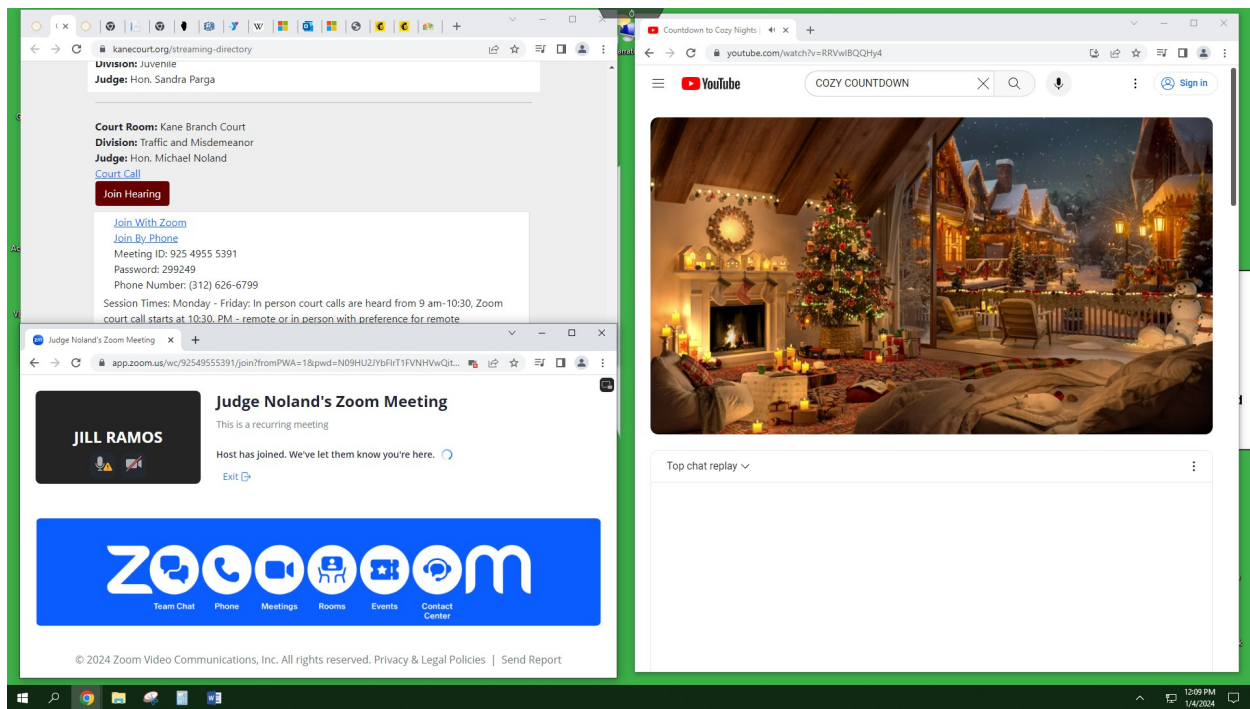 kanecourt.org/streaming-directory
Division: Juvenile
Judge: Hon. Sandra Parga
Court Room: Kane Branch Court
Division: Traffic and Misdemeanor
Judge: Hon. Michael Noland
Court Call
Join Hearing
Join With Zoom
Join By Phone
Meeting ID: 925 4955 5391
Password: 299249
Phone Number: (312) 626-6799
Session Times: Monday - Friday: In person court calls are heard from 9 am-10:30, Zoom
court call starts at 10:30. PM - remote or in person with preference for remote
Judge Noland's Zoom Meeting
app.zoom.us/wc/92549555391/join?fromPWA=1&pwd=N09HU2JYbFIrT1FVNHVwQit...
JILL RAMOS
Judge Noland's Zoom Meeting
This is a recurring meeting
Host has joined. We've let them know you're here.
Exit
zoooooom
Team Chat Phone Meetings Rooms Events Contact
Center
© 2024 Zoom Video Communications, Inc. All rights reserved. Privacy & Legal Policies | Send Report
Countdown to Cozy Nights |
youtube.com/watch?v=RRVwlBQQHy4
YouTube
COZY COUNTDOWN
Sign in
Top chat replay
12:09 PM
1/4/2024